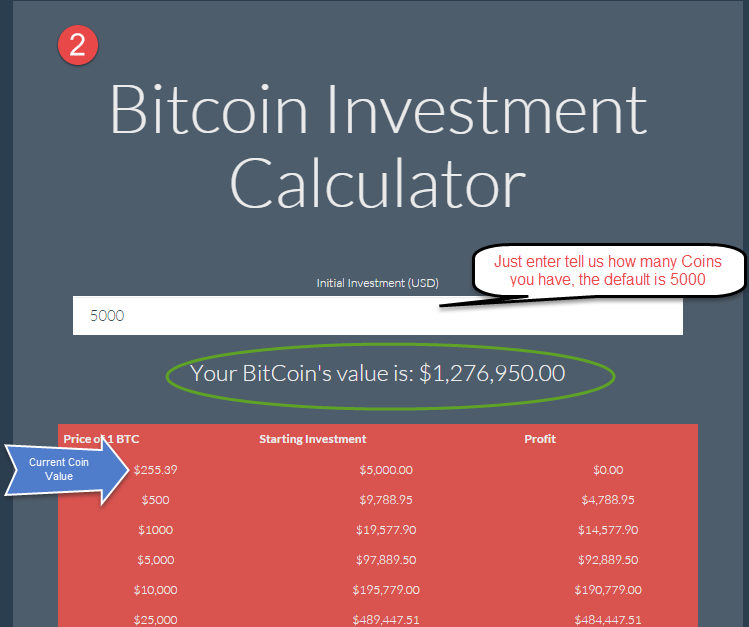 2
Bitcoin Investment
Calculator
Just enter tell us how many Coins
you have, the default is 5000
Initial Investment (USD)
5000
Your BitCoin's value is: $1,276,950.00
Price of 1 BTC Starting Investment Profit
Current Coin
Value
$255.39 $5,000.00 $0.00
$500 $9,788.95 $4,788.95
$1000 $19,577.90 $14,577.90
$5,000 $97,889.50 $92,889.50
$10,000 $195,779.00 $190,779.00
$25,000 $489,447.51 $484,447.51